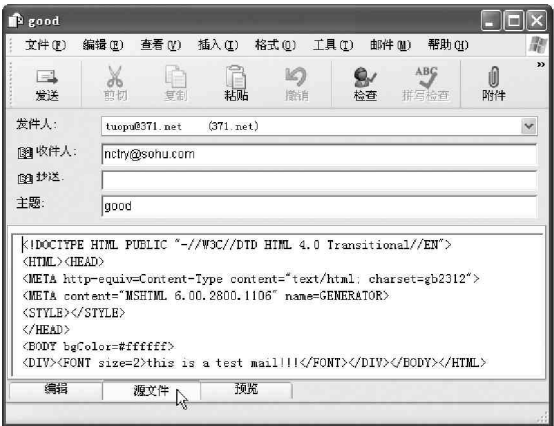 good
文件(F) 编辑(E) 查看(V) 插入(I) 格式(O) 工具(T) 邮件(M) 帮助(H)
发送 剪切 复制 粘贴 撤销 检查 拼写检查 附件
发件人: tuopu@371.net (371.net)
收件人: nctry@sohu.com
抄送:
主题: good
<!DOCTYPE HTML PUBLIC "-//W3C//DTD HTML 4.0 Transitional//EN">
<HTML><HEAD>
<META http-equiv=Content-Type content="text/html; charset=gb2312">
<META content="MSHTML 6.00.2800.1106" name=GENERATOR>
<STYLE></STYLE>
</HEAD>
<BODY bgColor=#ffffff>
<DIV><FONT size=2>this is a test mail!!!</FONT></DIV></BODY></HTML>
编辑 源文件 预览